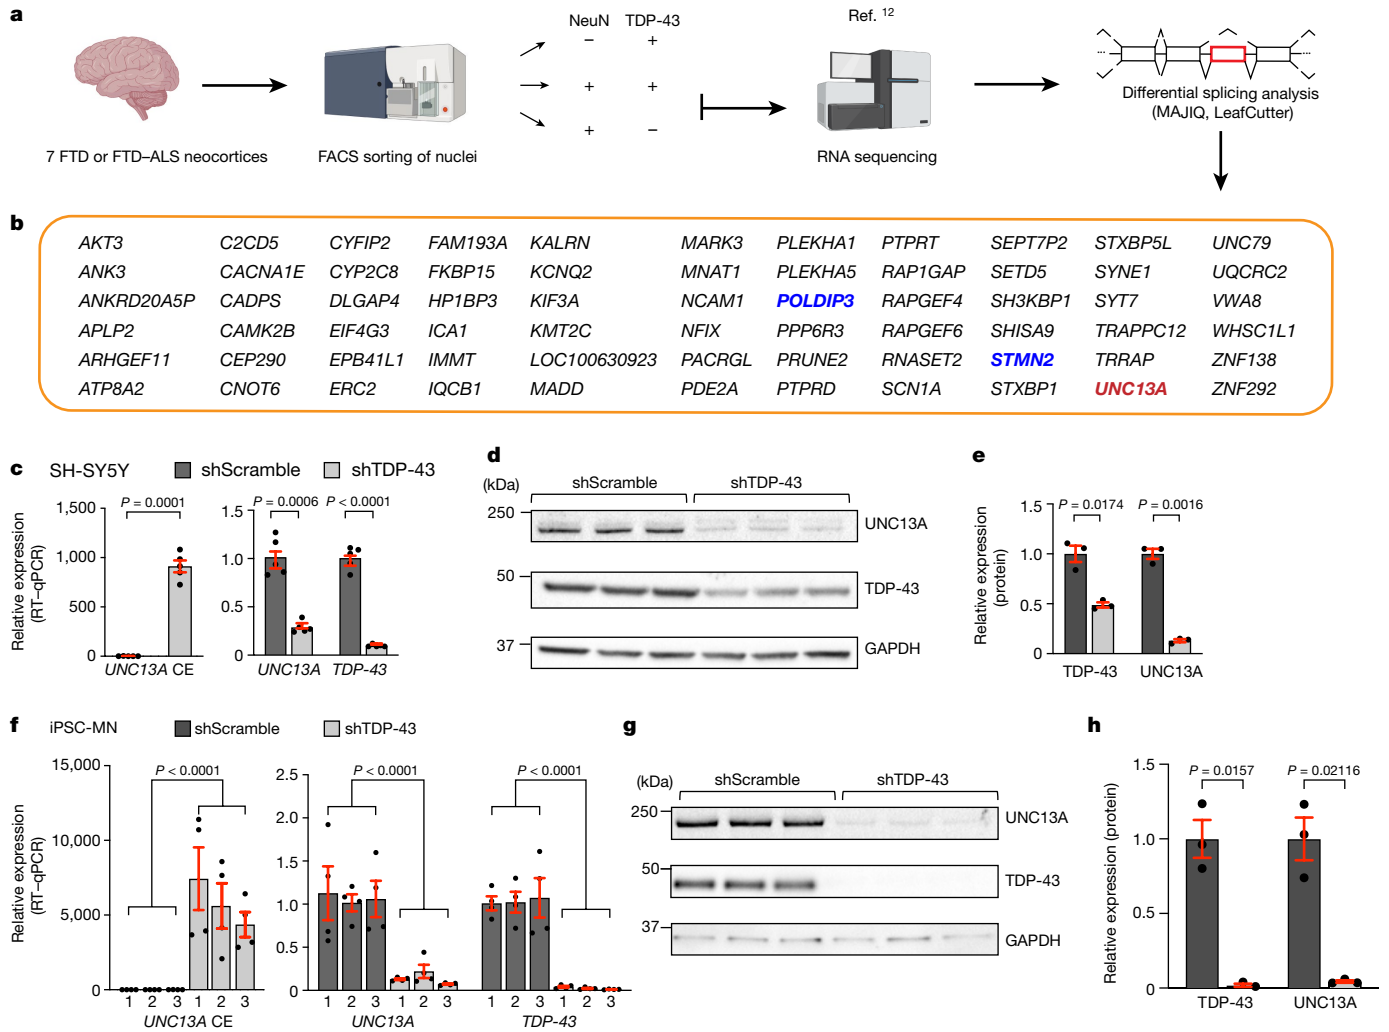 a
NeuN TDP-43
− +
+ +
+ −
Ref. 12
7 FTD or FTD–ALS neocortices
FACS sorting of nuclei
RNA sequencing
Differential splicing analysis
(MAJIQ, LeafCutter)
b
AKT3 C2CD5 CYFIP2 FAM193A KALRN MARK3 PLEKHA1 PTPRT SEPT7P2 STXBP5L UNC79
ANK3 CACNA1E CYP2C8 FKBP15 KCNQ2 MNAT1 PLEKHA5 RAP1GAP SETD5 SYNE1 UQCRC2
ANKRD20A5P CADPS DLGAP4 HP1BP3 KIF3A NCAM1 POLDIP3 RAPGEF4 SH3KBP1 SYT7 VWA8
APLP2 CAMK2B EIF4G3 ICA1 KMT2C NFIX PPP6R3 RAPGEF6 SHISA9 TRAPPC12 WHSC1L1
ARHGEF11 CEP290 EPB41L1 IMMT LOC100630923 PACRGL PRUNE2 RNASET2 STMN2 TRRAP ZNF138
ATP8A2 CNOT6 ERC2 IQCB1 MADD PDE2A PTPRD SCN1A STXBP1 UNC13A ZNF292
c SH-SY5Y shScramble shTDP-43
Relative expression
(RT–qPCR)
1,500
1,000
500
0
P = 0.0001
UNC13A CE
1.5
1.0
0.5
0
P = 0.0006 P < 0.0001
UNC13A TDP-43
d
(kDa) shScramble shTDP-43
250 UNC13A
50 TDP-43
37 GAPDH
e
Relative expression
(protein)
1.5
1.0
0.5
0
P = 0.0174 P = 0.0016
TDP-43 UNC13A
f iPSC-MN shScramble shTDP-43
Relative expression
(RT–qPCR)
15,000
10,000
5,000
0
P < 0.0001
1 2 3 1 2 3
UNC13A CE
2.5
2.0
1.5
1.0
0.5
0
P < 0.0001 P < 0.0001
1 2 3 1 2 3 1 2 3 1 2 3
UNC13A TDP-43
g
(kDa) shScramble shTDP-43
250 UNC13A
50 TDP-43
37 GAPDH
h
Relative expression (protein)
1.5
1.0
0.5
0
P = 0.0157 P = 0.02116
TDP-43 UNC13A